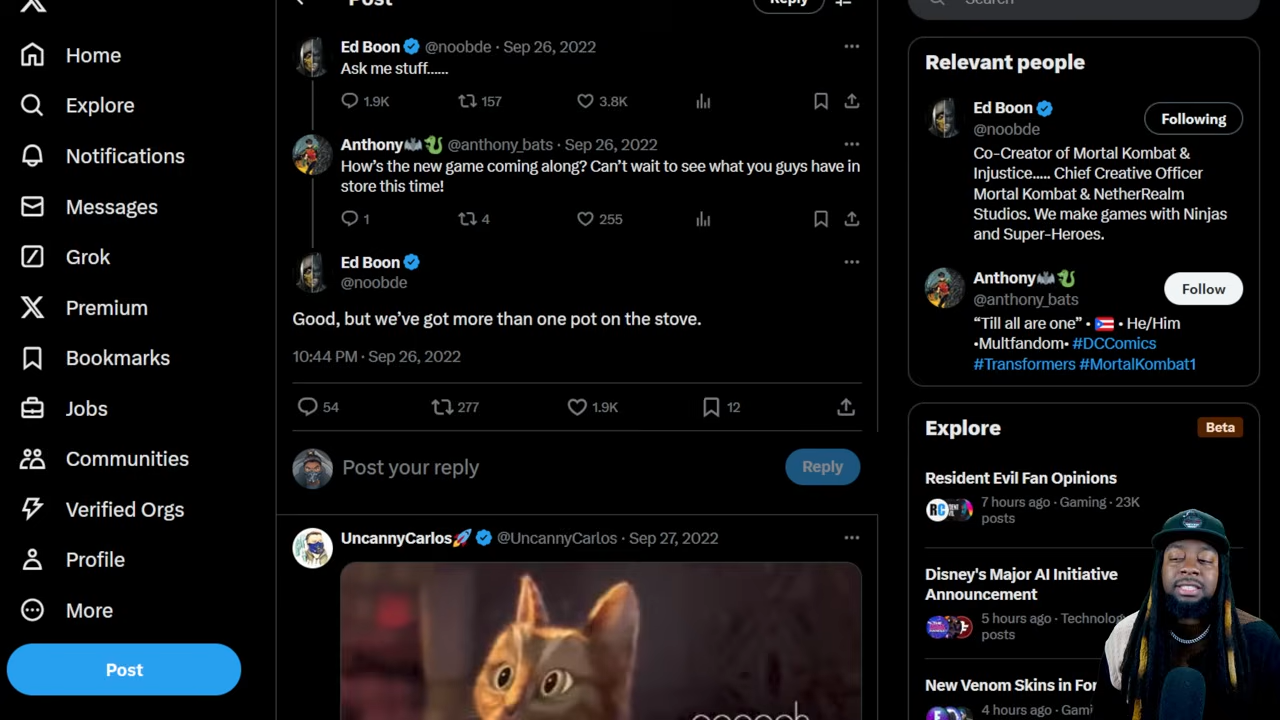 Post
Reply
Search
Home
Explore
Notifications
Messages
Grok
Premium
Bookmarks
Jobs
Communities
Verified Orgs
Profile
More
Post
Ed Boon @noobde · Sep 26, 2022
Ask me stuff......
1.9K 157 3.8K
Anthony🦇🐉 @anthony_bats · Sep 26, 2022
How's the new game coming along? Can't wait to see what you guys have in
store this time!
1 4 255
Ed Boon
@noobde
Good, but we've got more than one pot on the stove.
10:44 PM · Sep 26, 2022
54 277 1.9K 12
Post your reply
Reply
UncannyCarlos🚀 @UncannyCarlos · Sep 27, 2022
Relevant people
Ed Boon
@noobde
Following
Co-Creator of Mortal Kombat &
Injustice..... Chief Creative Officer
Mortal Kombat & NetherRealm
Studios. We make games with Ninjas
and Super-Heroes.
Anthony🦇🐉
@anthony_bats
Follow
"Till all are one" • 🇵🇷 • He/Him
•Multfandom• #DCComics
#Transformers #MortalKombat1
Explore
Beta
Resident Evil Fan Opinions
7 hours ago · Gaming · 23K
posts
Disney's Major AI Initiative
Announcement
5 hours ago ·
posts
New Venom Skins in
4 hours ago ·